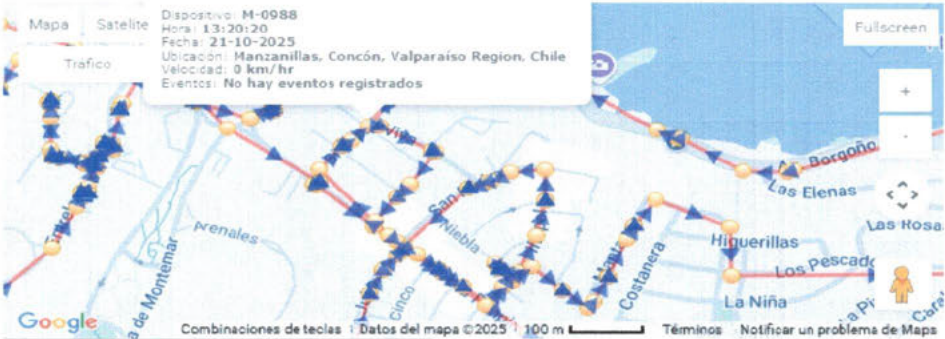 Mapa
Satelite
Tráfico
Dispositivo: M-0988
Hora: 13:20:20
Fecha: 21-10-2025
Ubicación: Manzanillas, Concón, Valparaíso Region, Chile
Velocidad: 0 km/hr
Eventos: No hay eventos registrados
Fullscreen
+
-
Borgoño
Las Elenas
Las Rosa
San
Niebla
Arenales
Higuerillas
Los Pescado
Costanera
La Niña
a de Montemar
Cinco
Google
Combinaciones de teclas
Datos del mapa ©2025
100 m
Términos
Notificar un problema de Maps